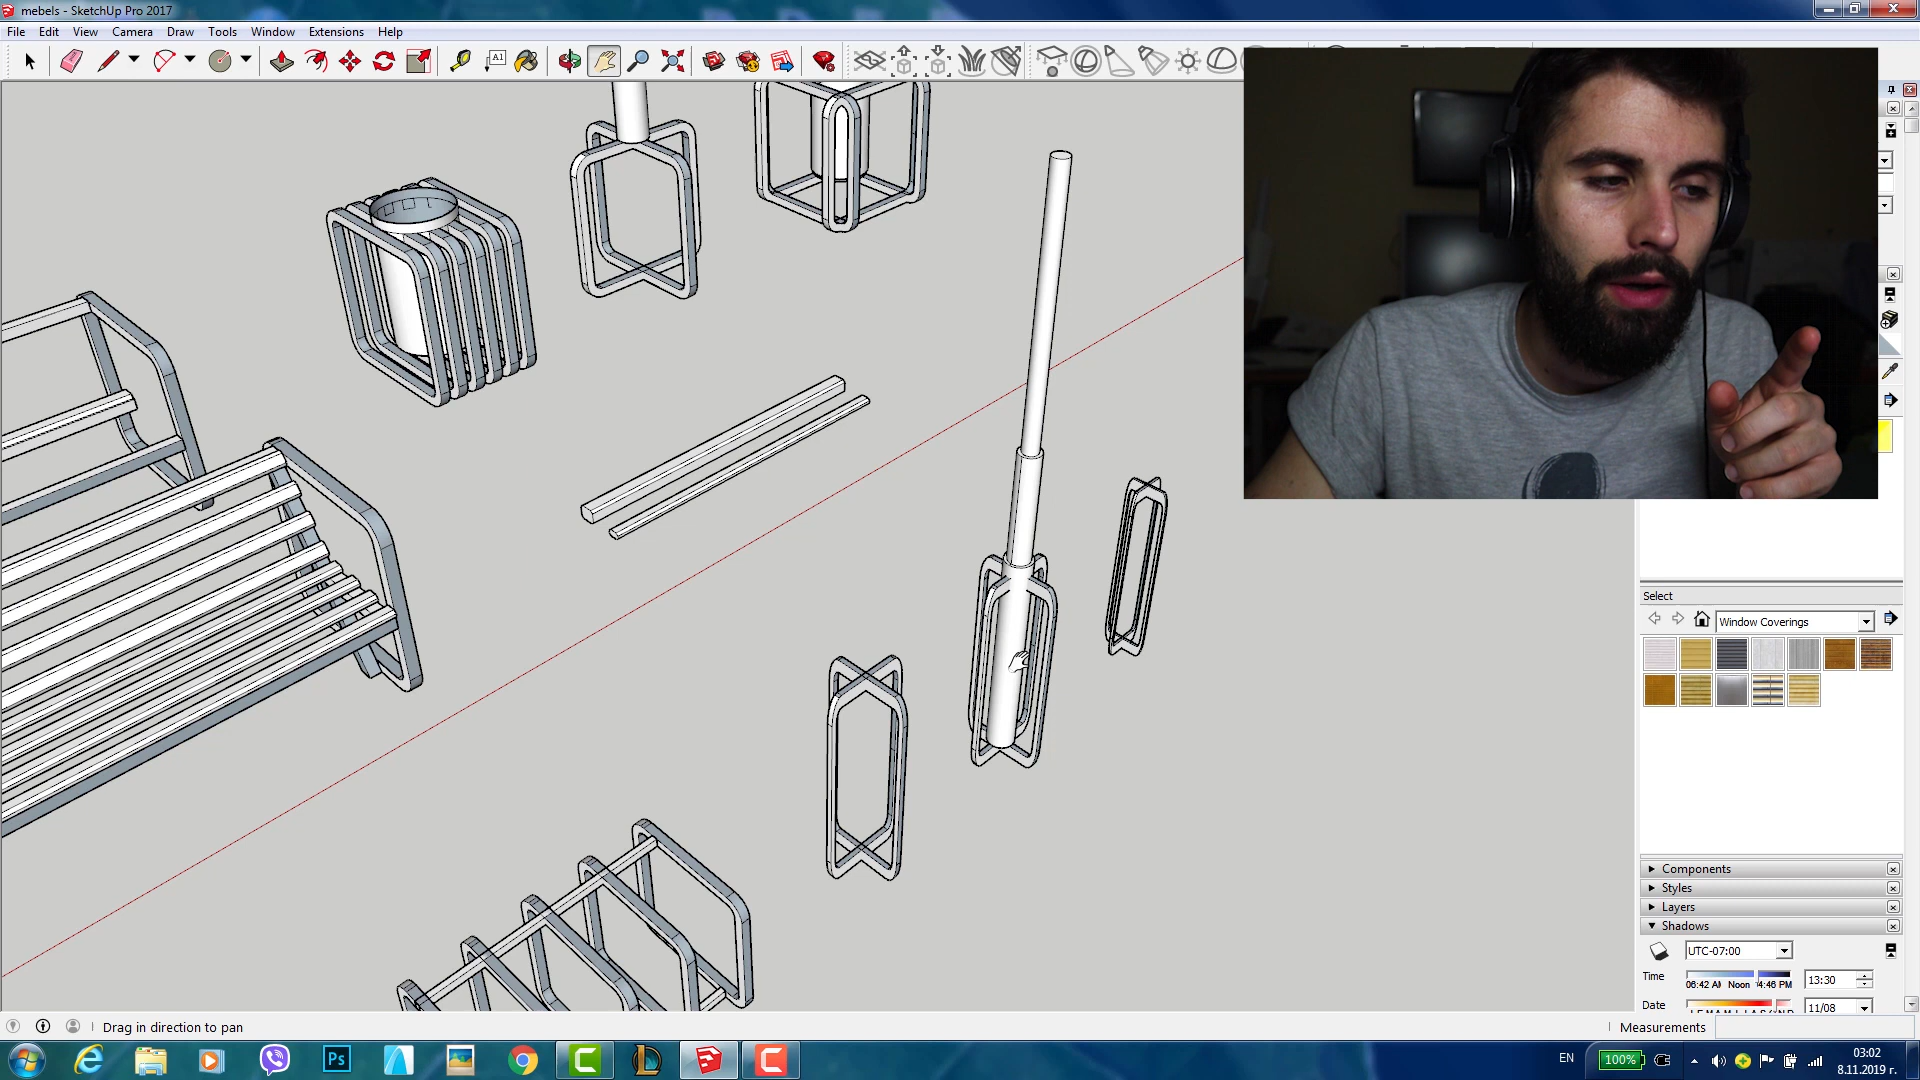 mebels - SketchUp Pro 2017
File Edit View Camera Draw Tools Window Extensions Help
A1
Select
Window Coverings
Components
Styles
Layers
Shadows
UTC-07:00
Time
06:42 AM Noon 4:46 PM
13:30
Date
11/08
Drag in direction to pan
Measurements
Ps
EN
100%
03:02
8.11.2019 г.